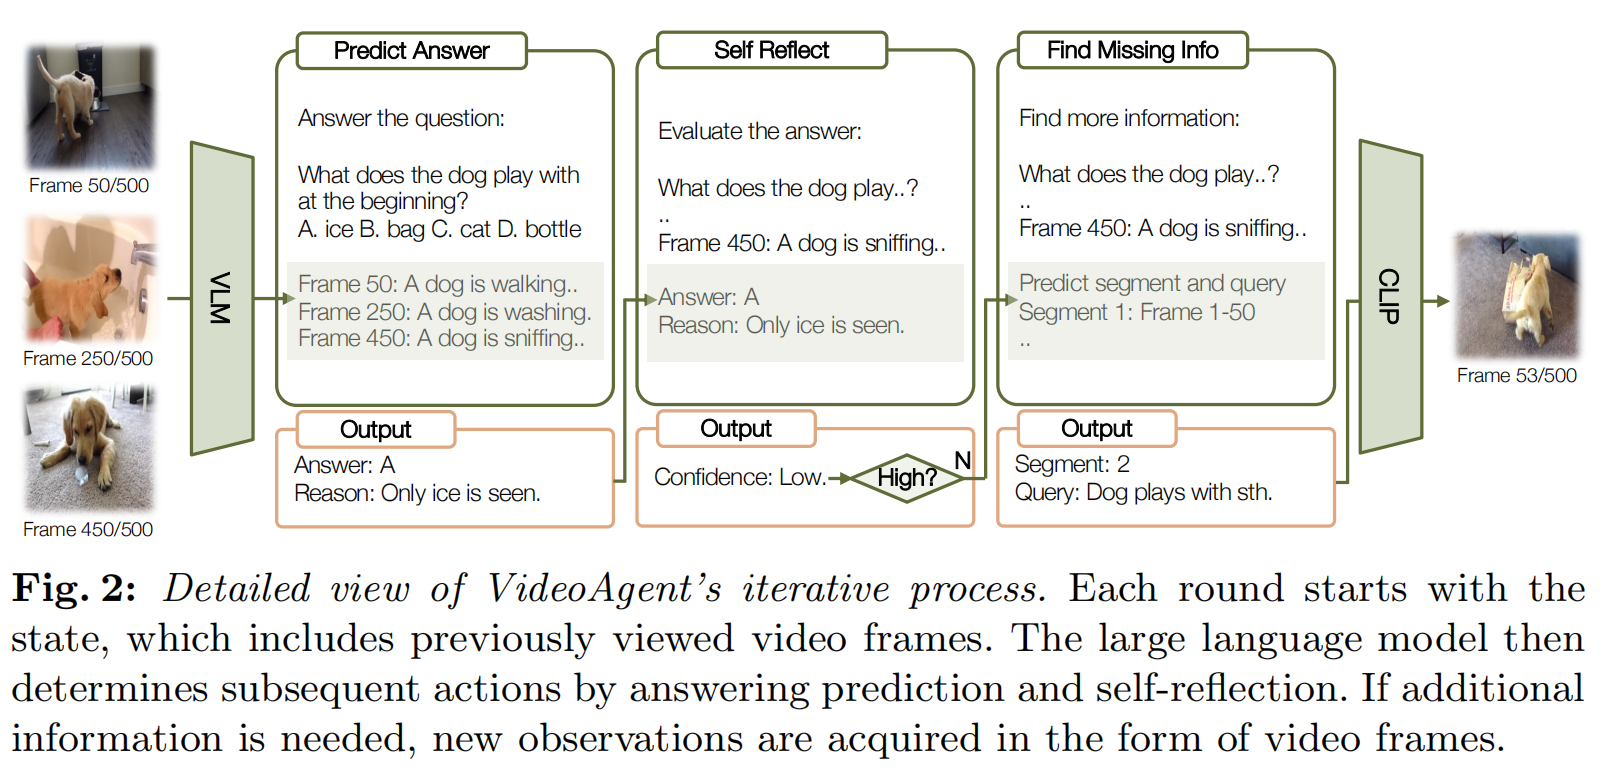 Frame 50/500
Frame 250/500
Frame 450/500
VLM
Predict Answer
Answer the question:
What does the dog play with
at the beginning?
A. ice B. bag C. cat D. bottle
Frame 50: A dog is walking..
Frame 250: A dog is washing.
Frame 450: A dog is sniffing..
Output
Answer: A
Reason: Only ice is seen.
Self Reflect
Evaluate the answer:
What does the dog play..?
..
Frame 450: A dog is sniffing..
Answer: A
Reason: Only ice is seen.
Output
Confidence: Low.
High?
N
Find Missing Info
Find more information:
What does the dog play..?
..
Frame 450: A dog is sniffing..
Predict segment and query
Segment 1: Frame 1-50
..
Output
Segment: 2
Query: Dog plays with sth.
CLIP
Frame 53/500
Fig. 2: Detailed view of VideoAgent's iterative process. Each round starts with the
state, which includes previously viewed video frames. The large language model then
determines subsequent actions by answering prediction and self-reflection. If additional
information is needed, new observations are acquired in the form of video frames.